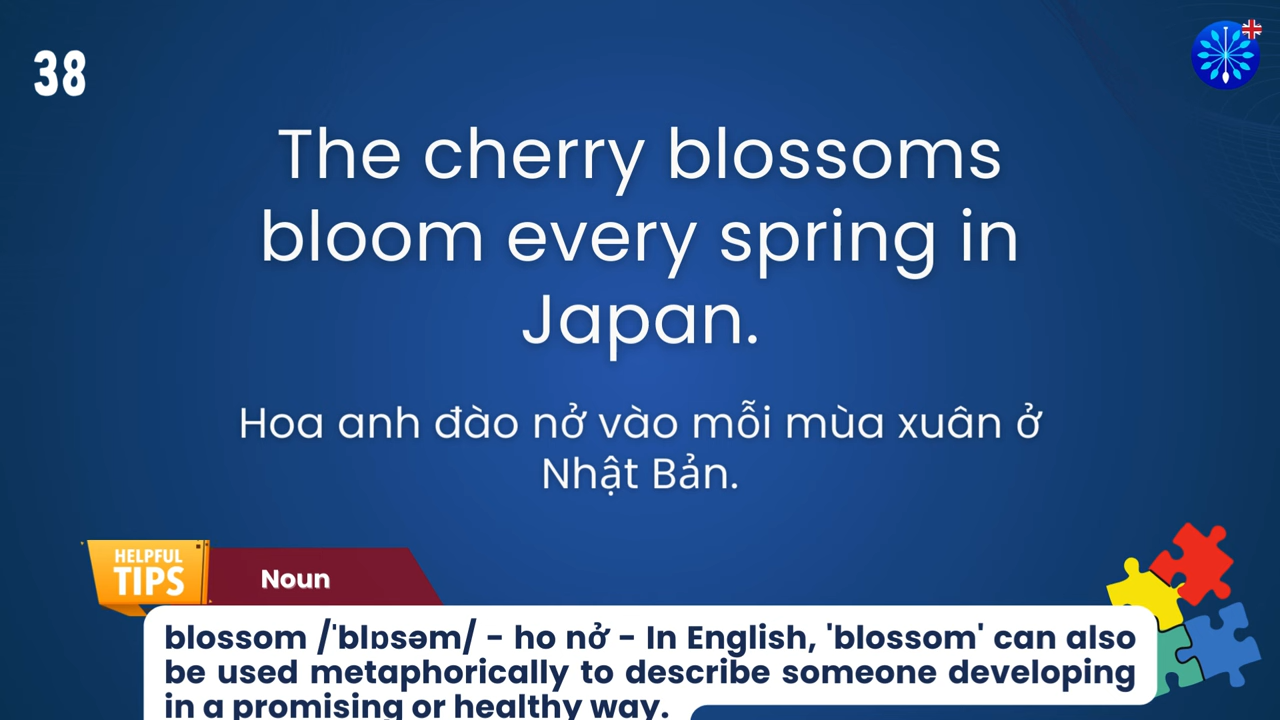 38
The cherry blossoms
bloom every spring in
Japan.
Hoa anh đào nở vào mỗi mùa xuân ở
Nhật Bản.
HELPFUL
TIPS
Noun
blossom /ˈblɒsəm/ - ho nở - In English, 'blossom' can also
be used metaphorically to describe someone developing
in a promising or healthy way.